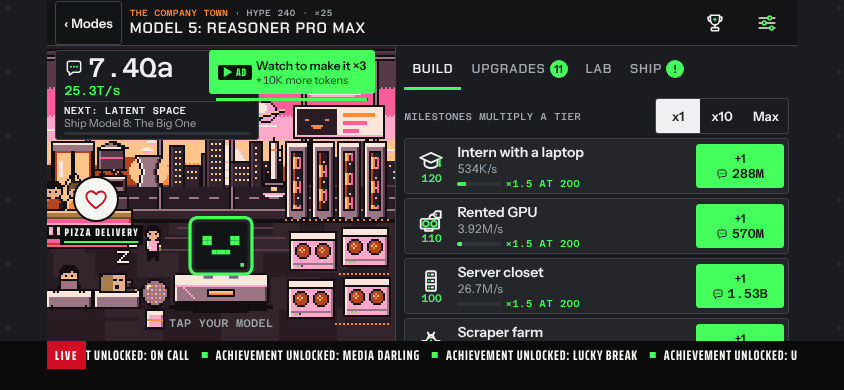 ‹ Modes
THE COMPANY TOWN · HYPE 240 · ×25
MODEL 5: REASONER PRO MAX
7.40a
25.3T/s
NEXT: LATENT SPACE
Ship Model 8: The Big One
AD
Watch to make it ×3
+10K more tokens
PIZZA DELIVERY
Z
TAP YOUR MODEL
BUILD
UPGRADES 11
LAB
SHIP !
MILESTONES MULTIPLY A TIER
x1
x10
Max
Intern with a laptop
534K/s
120
×1.5 AT 200
+1
288M
Rented GPU
3.92M/s
110
×1.5 AT 200
+1
570M
Server closet
26.7M/s
100
×1.5 AT 200
+1
1.53B
Scraper farm
+1
LIVE
T UNLOCKED: ON CALL ■ ACHIEVEMENT UNLOCKED: MEDIA DARLING ■ ACHIEVEMENT UNLOCKED: LUCKY BREAK ■ ACHIEVEMENT UNLOCKED: U